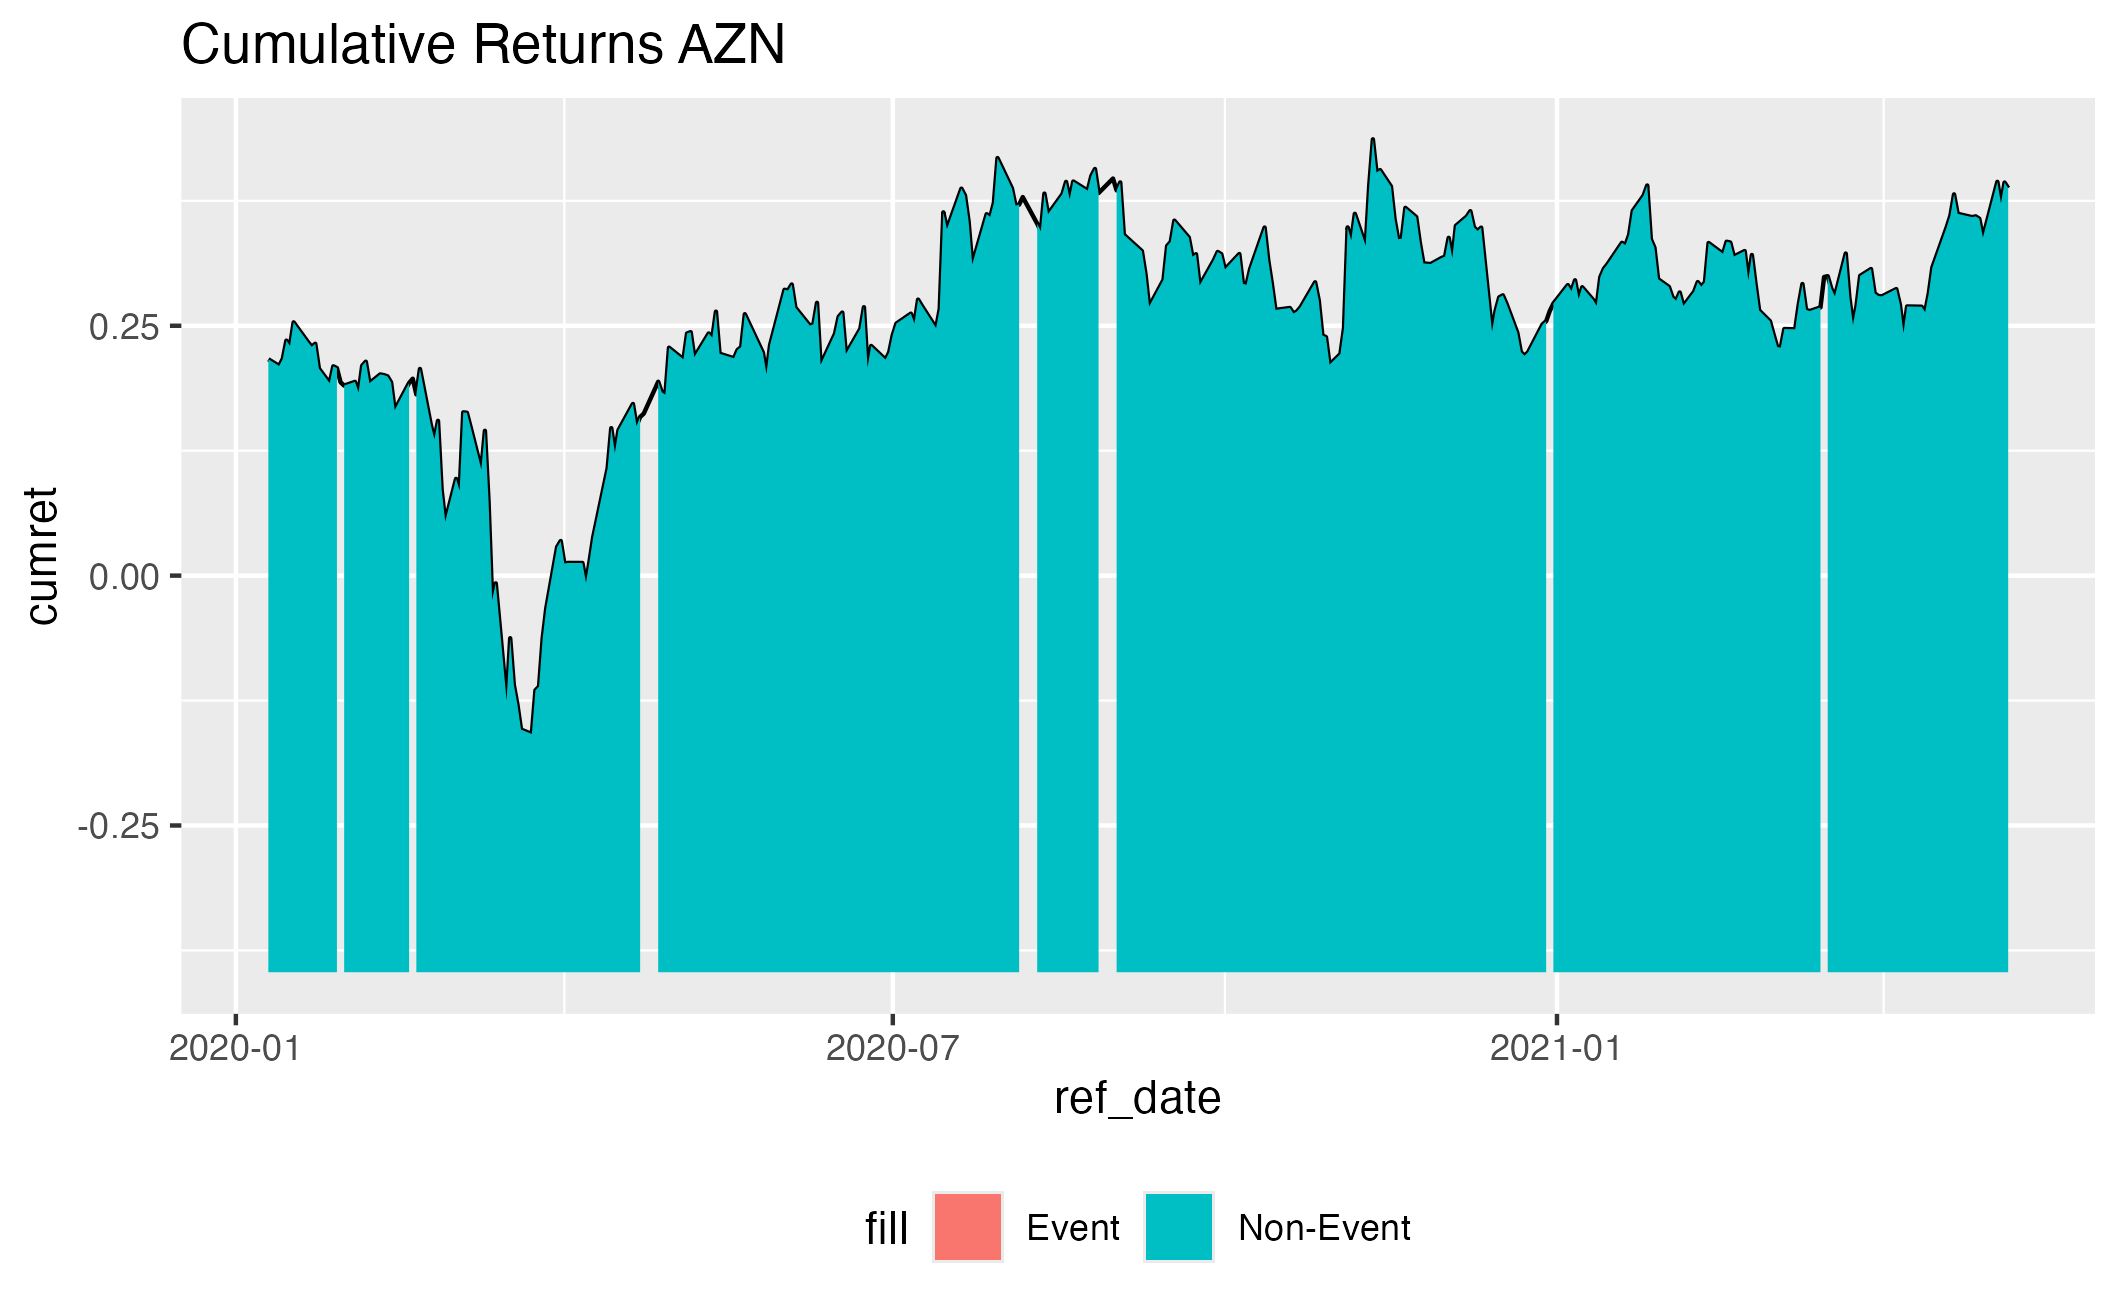 Cumulative Returns AZN
cumret
0.25
0.00
-0.25
2020-01 2020-07 2021-01
ref_date
fill Event Non-Event